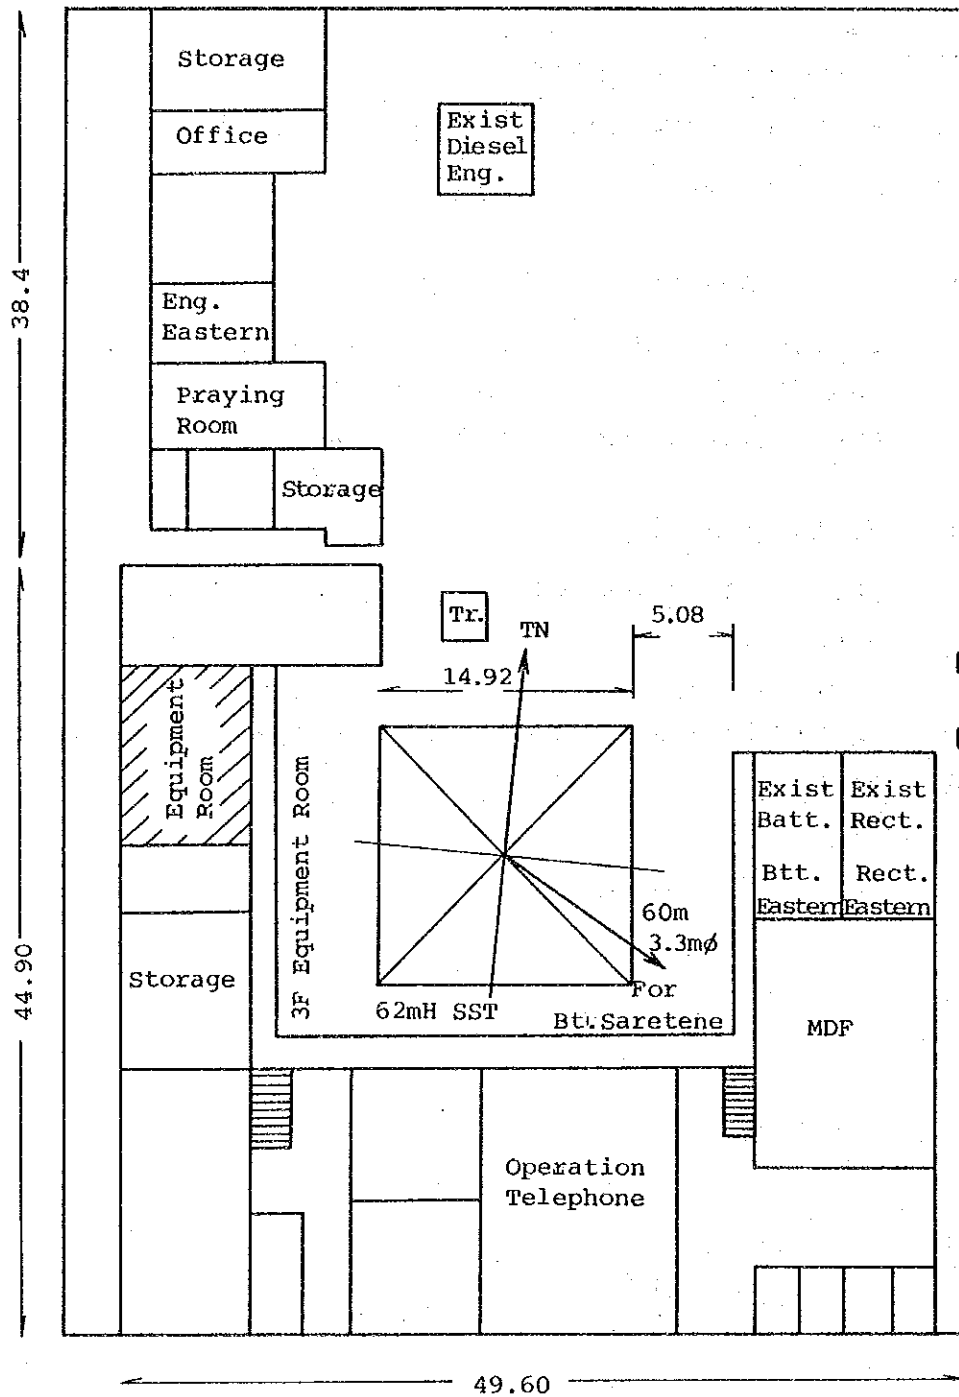 Storage
Office
Exist
Diesel
Eng.
38.4
Eng.
Eastern
Praying
Room
Storage
Tr.
TN
5.08
14.92
Equipment
Room
3F Equipment Room
Exist
Batt.
Exist
Rect.
Btt.
Eastern
Rect.
Eastern
60m
3.3mø
44.90
Storage
62mH SST
For
Bt.Saretene
MDF
Operation
Telephone
49.60